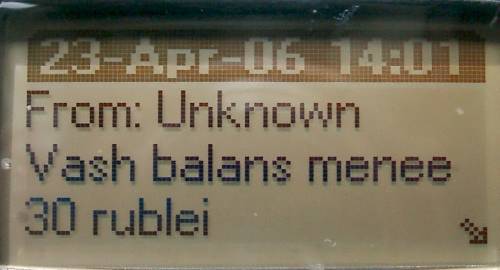 23-Apr-06 14:01
From: Unknown
Vash balans menee
30 rublei